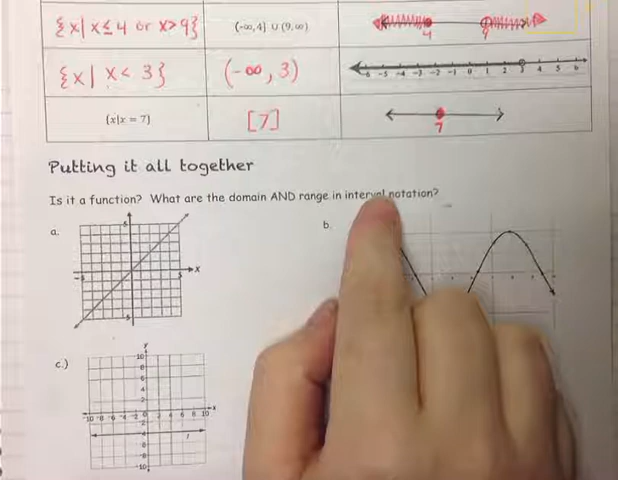 {x| x ≤ 4 or x > 9} (-∞, 4] ∪ (9, ∞) 4 9
{x| x < 3} (-∞, 3) -6 -5 -4 -3 -2 -1 0 1 2 3 4 5 6
{x|x = 7} [7] 7
Putting it all together
Is it a function? What are the domain AND range in interval notation?
a. b.
5
-5 5 x
5
c.) y
10
8
6
4
2
-10 -8 -6 -4 -2 0 2 4 6 8 10 x
-2
-4
-6
-8
-10